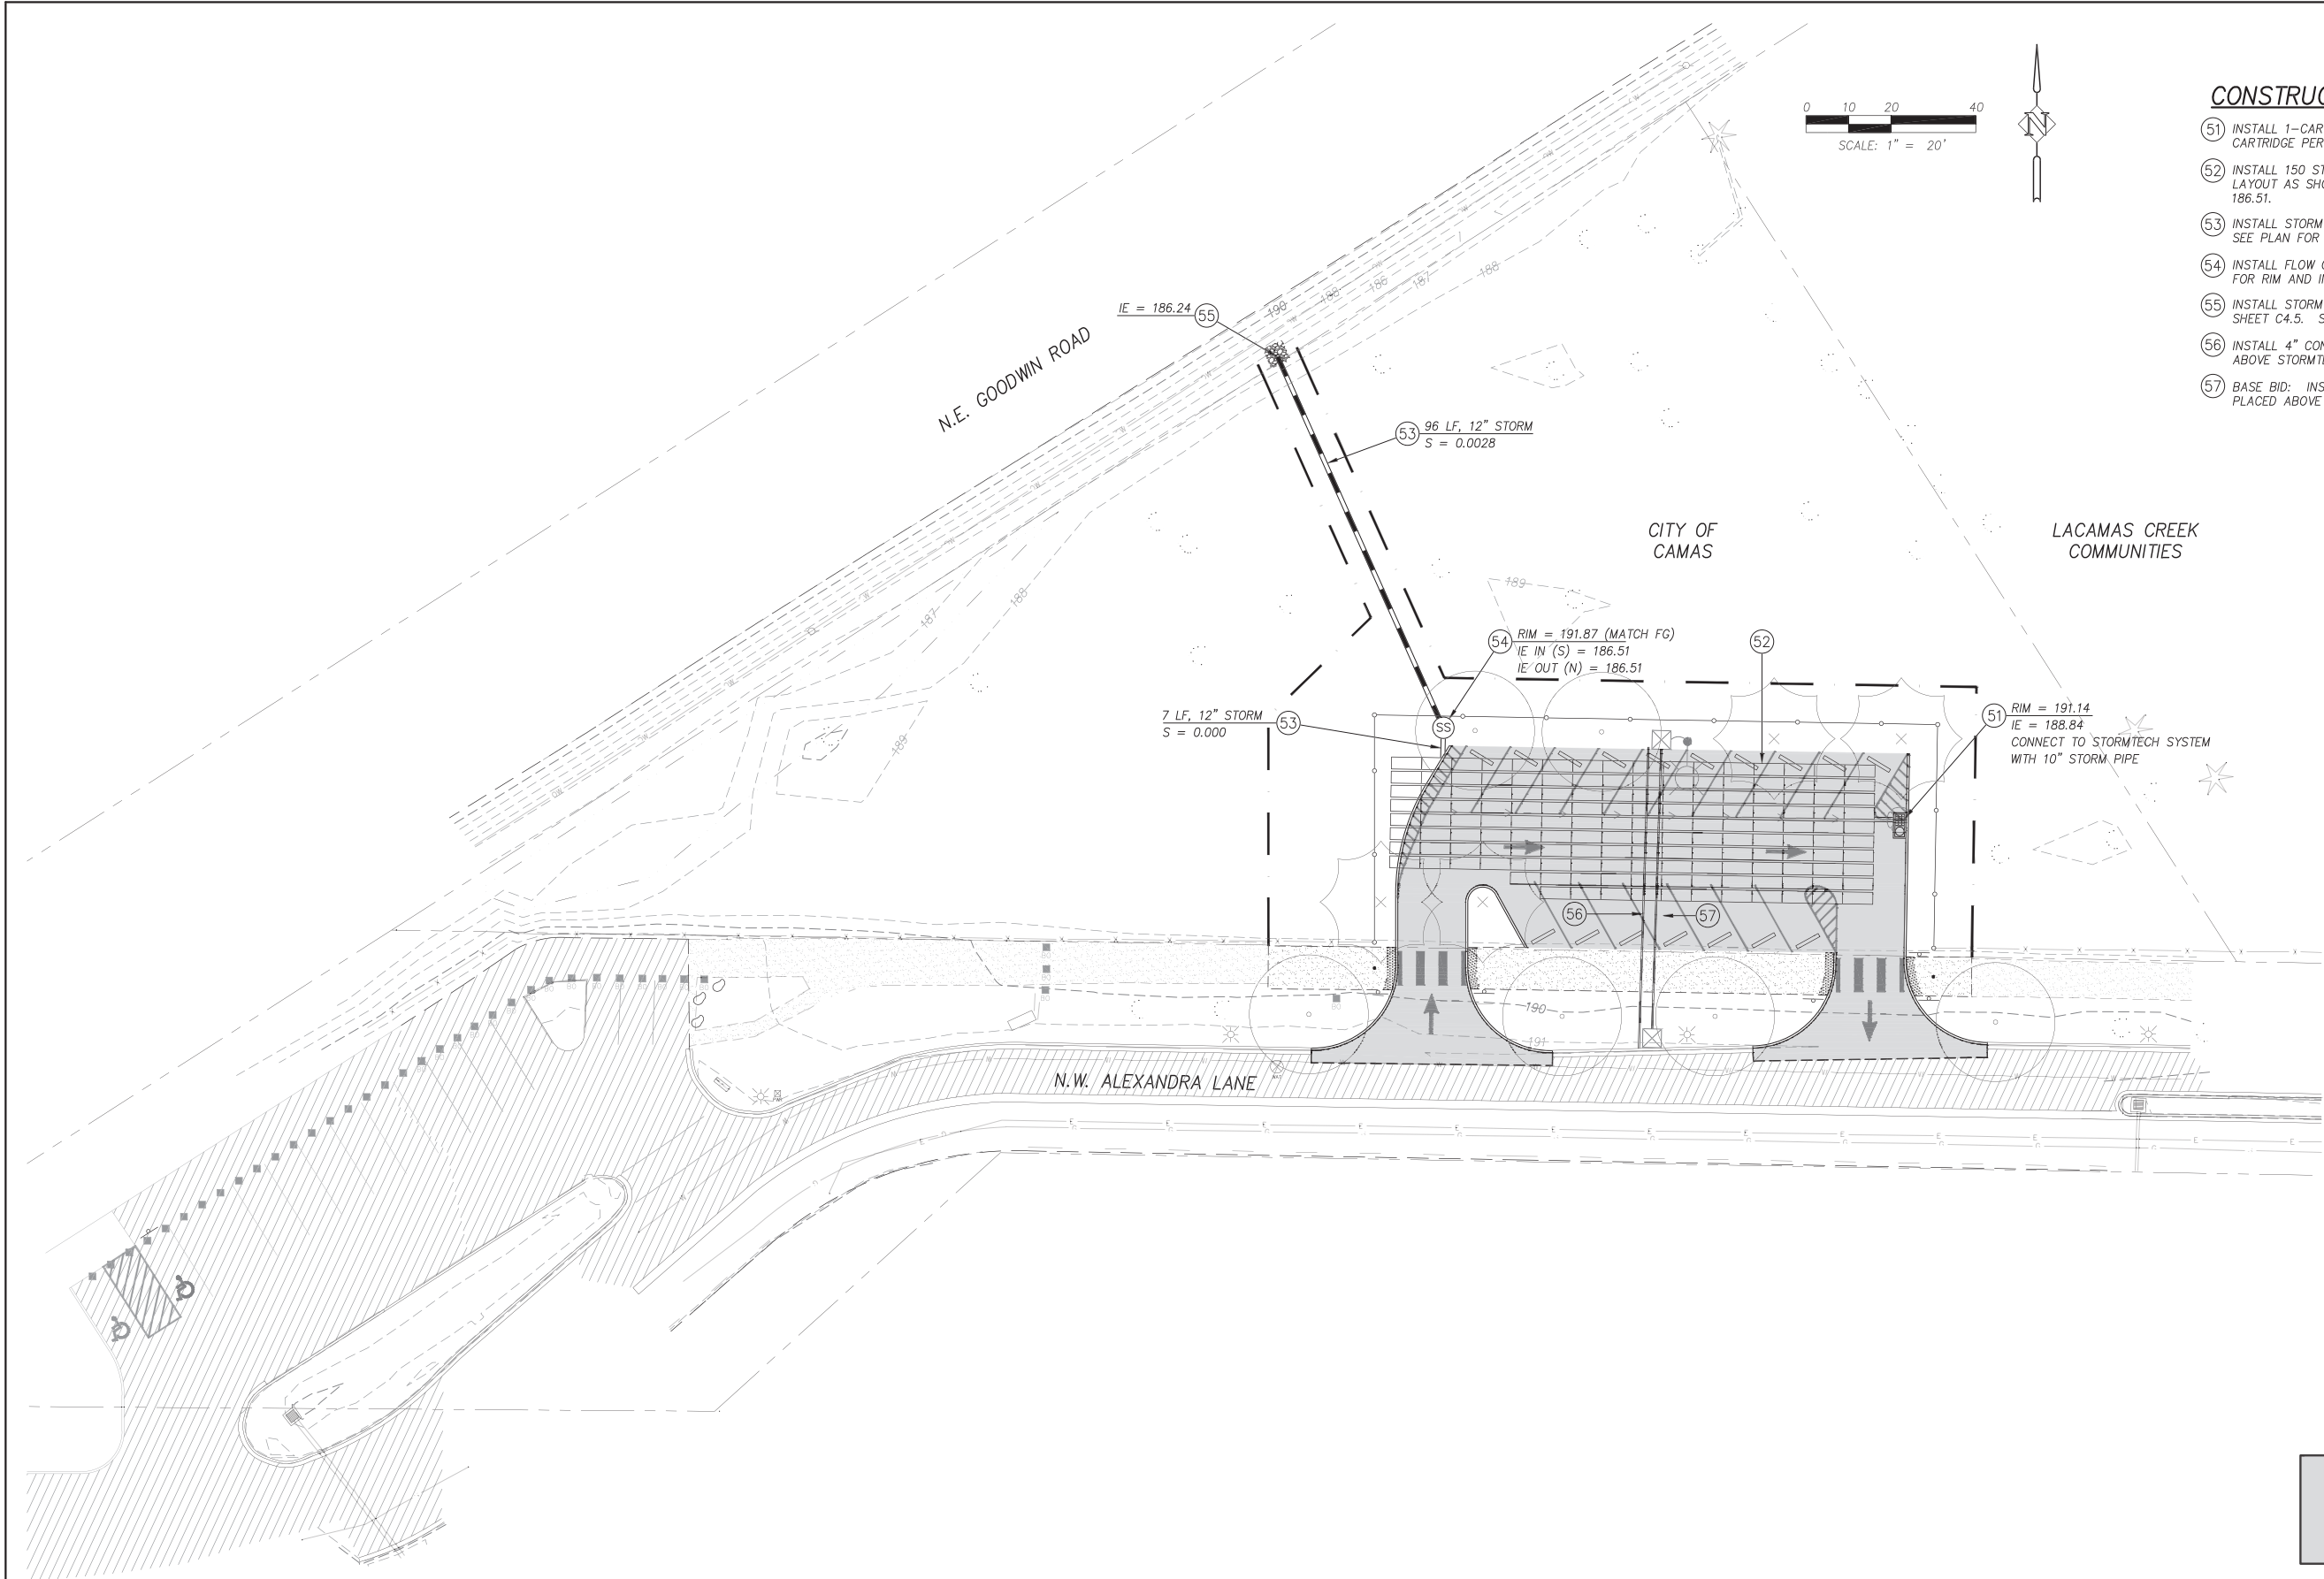 0 10 20 40
SCALE: 1" = 20'
N
CONSTRUC
51 INSTALL 1-CAR
CARTRIDGE PER
52 INSTALL 150 ST
LAYOUT AS SHO
186.51.
53 INSTALL STORM
SEE PLAN FOR
54 INSTALL FLOW
FOR RIM AND
55 INSTALL STORM
SHEET C4.5. S
56 INSTALL 4" CON
ABOVE STORMT
57 BASE BID: INS
PLACED ABOVE
IE = 186.24 55
190
188
186
187
188
N.E. GOODWIN ROAD
53 96 LF, 12" STORM
S = 0.0028
CITY OF
CAMAS
LACAMAS CREEK
COMMUNITIES
189
187
188
54 RIM = 191.87 (MATCH FG)
IE IN (S) = 186.51
IE OUT (N) = 186.51
52
7 LF, 12" STORM 53
S = 0.000
SS
51 RIM = 191.14
IE = 188.84
CONNECT TO STORMTECH SYSTEM
WITH 10" STORM PIPE
189
56
57
190
191
N.W. ALEXANDRA LANE